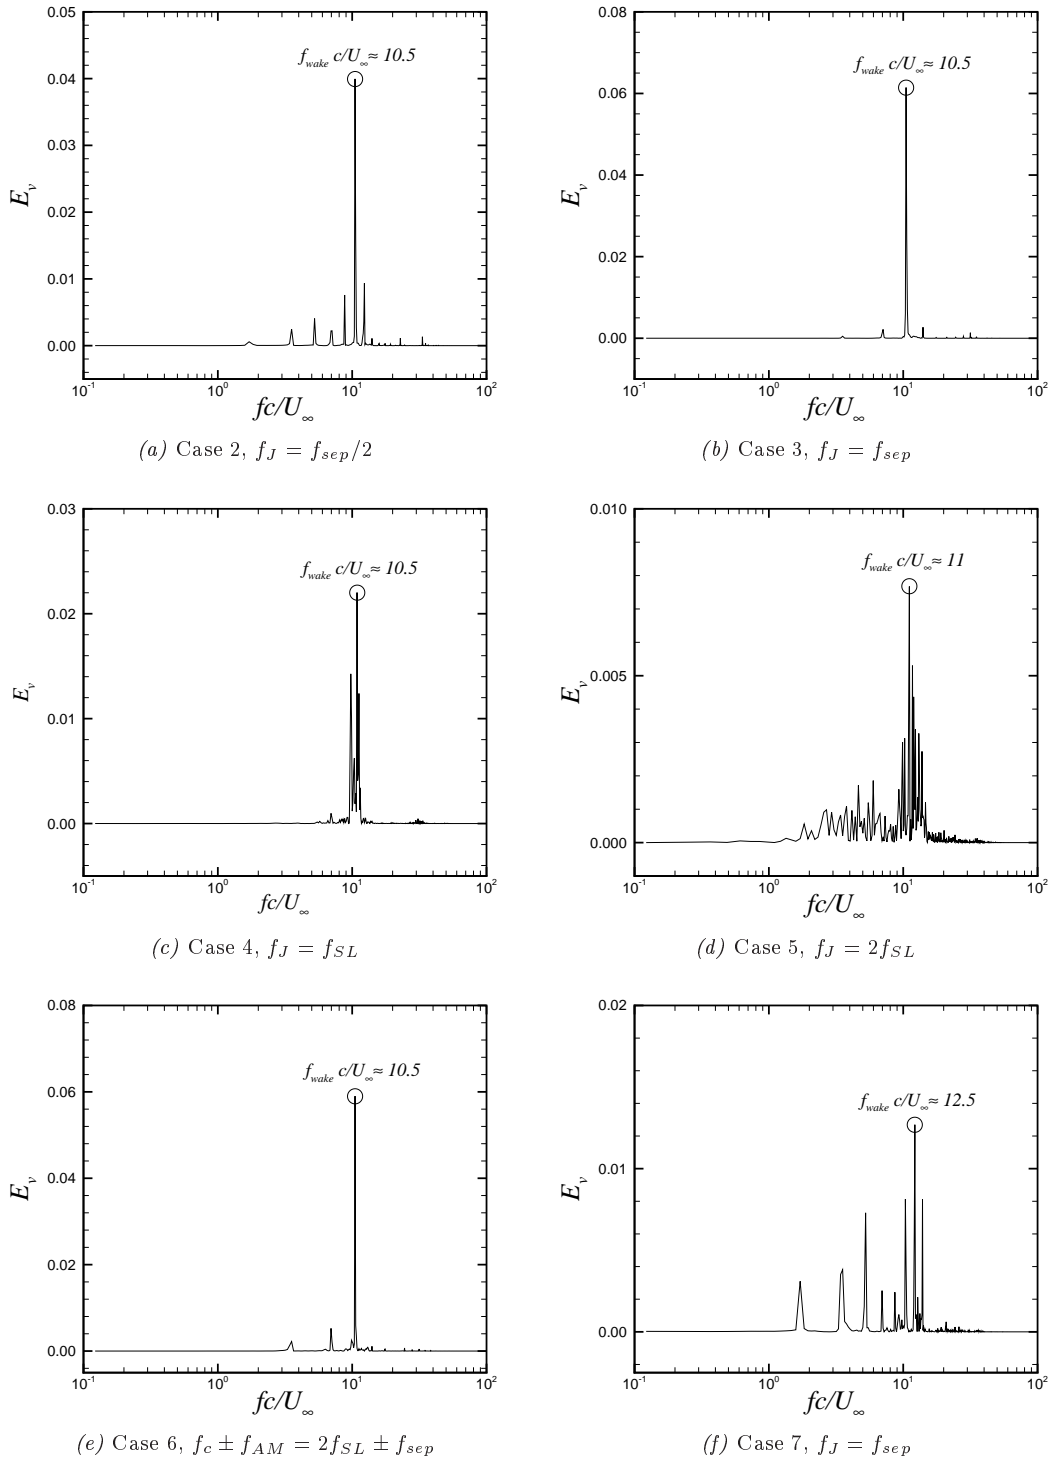 0.05
f_wake c/U_∞ ≈ 10.5
0.04
0.03
0.02
0.01
0.00
E_v
10^-1 10^0 10^1 10^2
fc/U_∞
(a) Case 2, f_J = f_sep/2
0.08
f_wake c/U_∞ ≈ 10.5
0.06
0.04
0.02
0.00
E_v
10^-1 10^0 10^1 10^2
fc/U_∞
(b) Case 3, f_J = f_sep
0.03
f_wake c/U_∞ ≈ 10.5
0.02
0.01
0.00
E_v
10^-1 10^0 10^1 10^2
fc/U_∞
(c) Case 4, f_J = f_SL
0.010
f_wake c/U_∞ ≈ 11
0.005
0.000
E_v
10^-1 10^0 10^1 10^2
fc/U_∞
(d) Case 5, f_J = 2f_SL
0.08
f_wake c/U_∞ ≈ 10.5
0.06
0.04
0.02
0.00
E_v
10^-1 10^0 10^1 10^2
fc/U_∞
(e) Case 6, f_c ± f_AM = 2f_SL ± f_sep
0.02
f_wake c/U_∞ ≈ 12.5
0.01
0.00
E_v
10^-1 10^0 10^1 10^2
fc/U_∞
(f) Case 7, f_J = f_sep